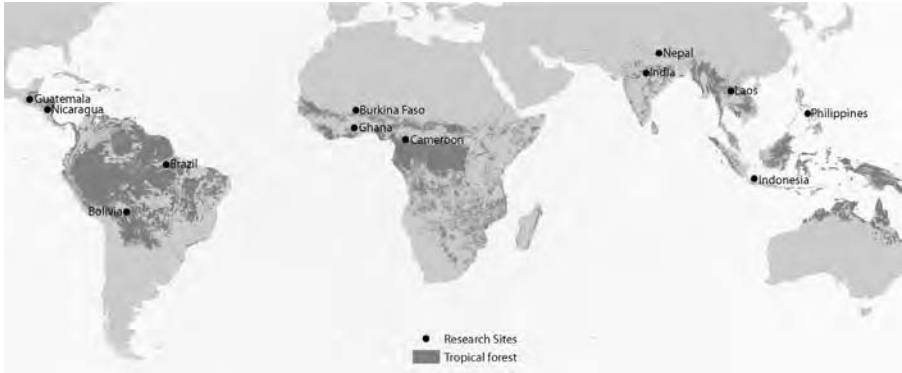 Nepal
India
Guatemala
Laos
Nicaragua
Burkina Faso
Philippines
Ghana
Cameroon
Brazil
Indonesia
Bolivia
Research Sites
Tropical forest